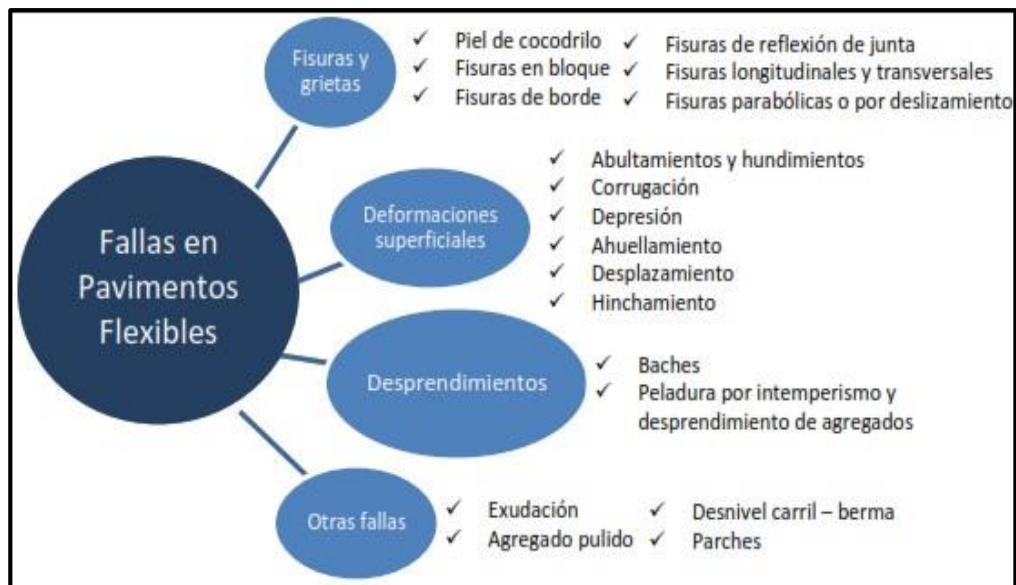 Fallas en
Pavimentos
Flexibles
Fisuras y
grietas
✓ Piel de cocodrilo
✓ Fisuras en bloque
✓ Fisuras de borde
✓ Fisuras de reflexión de junta
✓ Fisuras longitudinales y transversales
✓ Fisuras parabólicas o por deslizamiento
Deformaciones
superficiales
✓ Abultamientos y hundimientos
✓ Corrugación
✓ Depresión
✓ Ahuellamiento
✓ Desplazamiento
✓ Hinchamiento
Desprendimientos
✓ Baches
✓ Peladura por intemperismo y
desprendimiento de agregados
Otras fallas
✓ Exudación
✓ Agregado pulido
✓ Desnivel carril – berma
✓ Parches